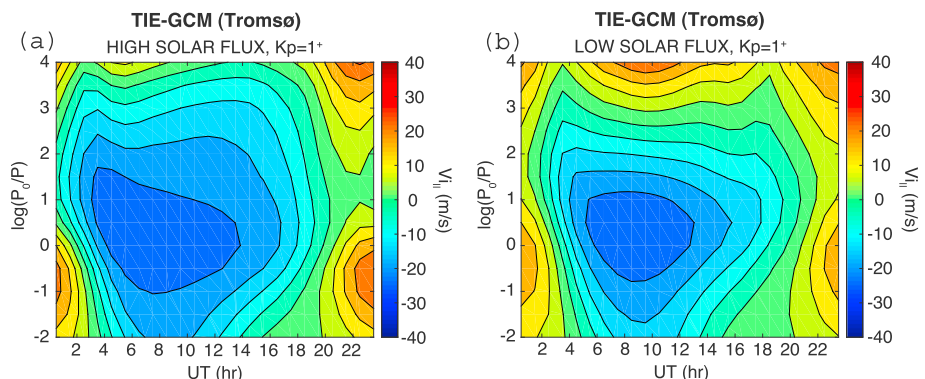 TIE-GCM (Tromsø)
(a)
HIGH SOLAR FLUX, Kp=1+
4
3
2
1
0
-1
-2
log(P0/P)
2 4 6 8 10 12 14 16 18 20 22
UT (hr)
40
30
20
10
0
-10
-20
-30
-40
Vi|| (m/s)
TIE-GCM (Tromsø)
(b)
LOW SOLAR FLUX, Kp=1+
4
3
2
1
0
-1
-2
log(P0/P)
2 4 6 8 10 12 14 16 18 20 22
UT (hr)
40
30
20
10
0
-10
-20
-30
-40
Vi|| (m/s)